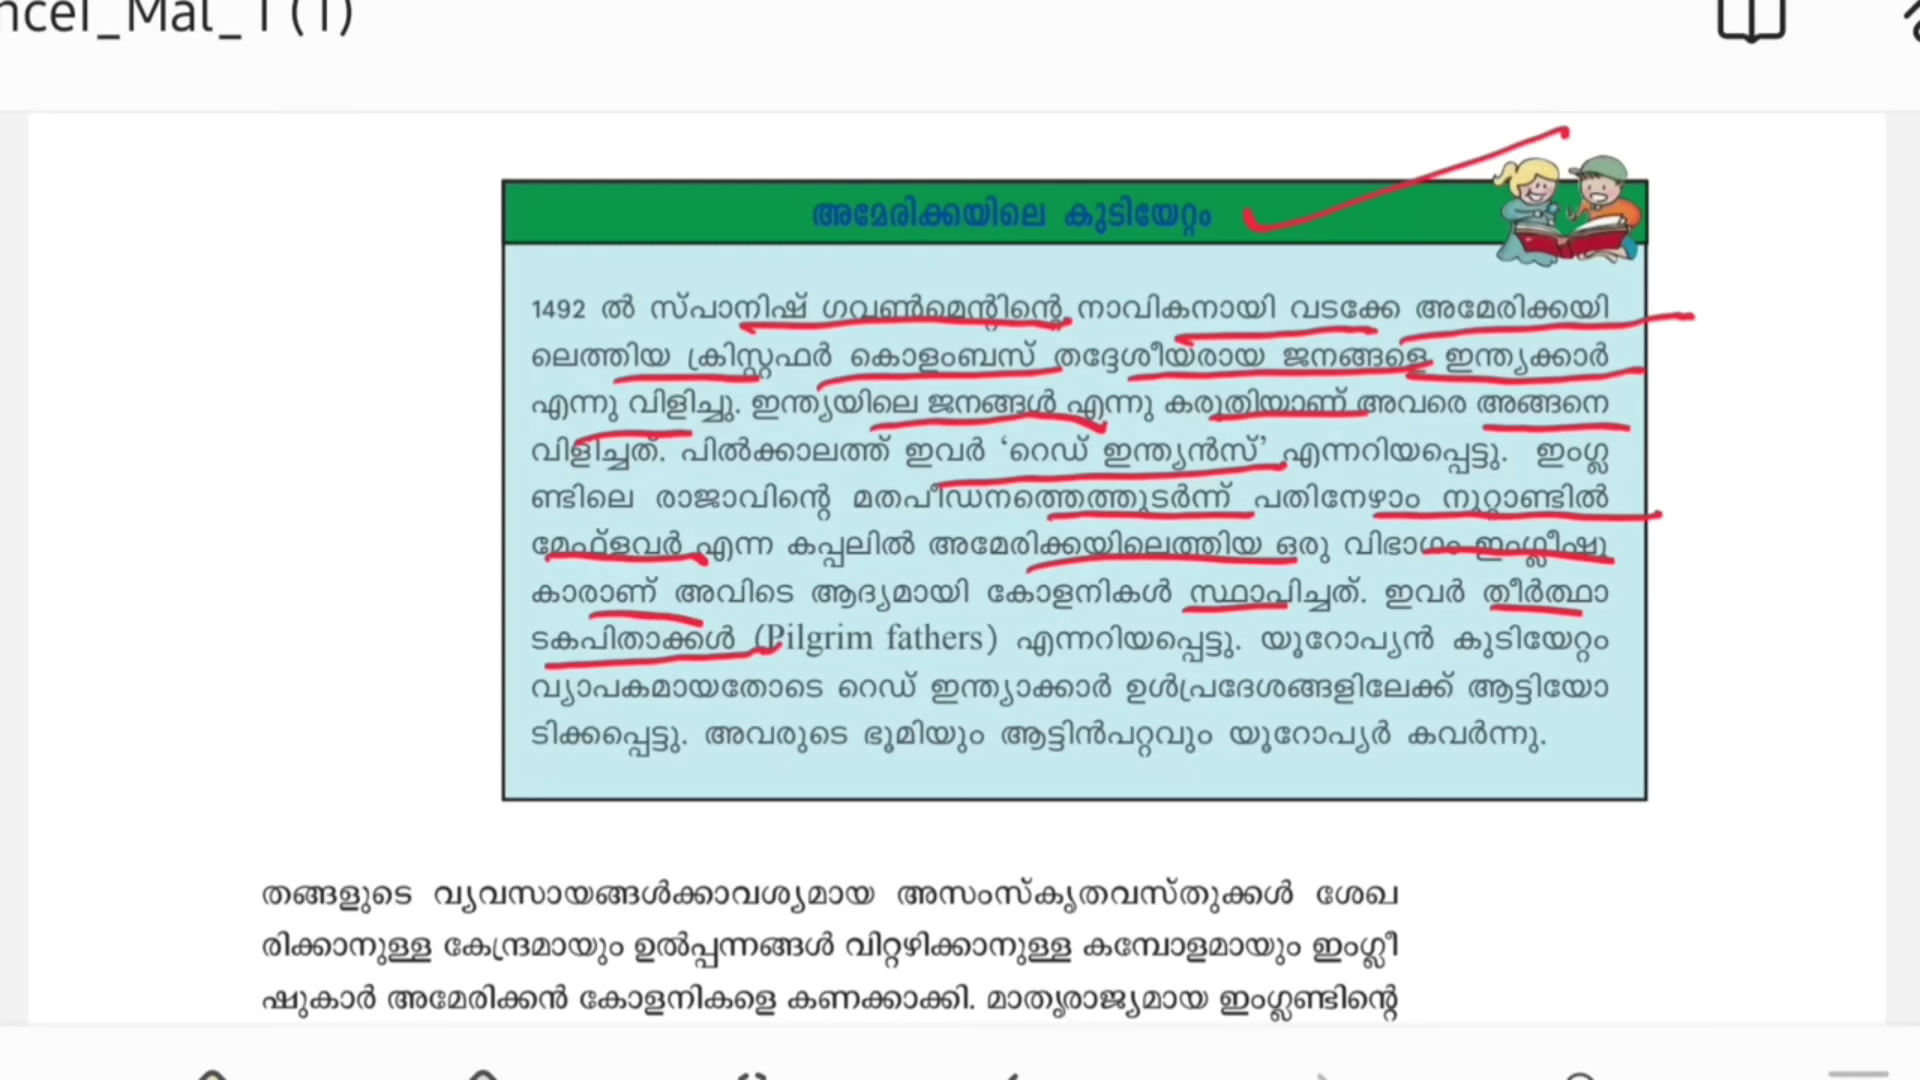 ncel_Mal_1 (1)
അമേരിക്കയിലെ കുടിയേറ്റം
1492 ൽ സ്പാനിഷ് ഗവൺമെന്റിന്റെ നാവികനായി വടക്കേ അമേരിക്കയി
ലെത്തിയ ക്രിസ്റ്റഫർ കൊളംബസ് തദ്ദേശീയരായ ജനങ്ങളെ ഇന്ത്യക്കാർ
എന്നു വിളിച്ചു. ഇന്ത്യയിലെ ജനങ്ങൾ എന്നു കരുതിയാണ് അവരെ അങ്ങനെ
വിളിച്ചത്. പിൽക്കാലത്ത് ഇവർ ‘റെഡ് ഇന്ത്യൻസ്’ എന്നറിയപ്പെട്ടു. ഇംഗ്ല
ണ്ടിലെ രാജാവിന്റെ മതപീഡനത്തെത്തുടർന്ന് പതിനേഴാം നൂറ്റാണ്ടിൽ
മേഫ്ളവർ എന്ന കപ്പലിൽ അമേരിക്കയിലെത്തിയ ഒരു വിഭാഗം ഇംഗ്ലീഷു
കാരാണ് അവിടെ ആദ്യമായി കോളനികൾ സ്ഥാപിച്ചത്. ഇവർ തീർത്ഥാ
ടകപിതാക്കൾ (Pilgrim fathers) എന്നറിയപ്പെട്ടു. യൂറോപ്യൻ കുടിയേറ്റം
വ്യാപകമായതോടെ റെഡ് ഇന്ത്യാക്കാർ ഉൾപ്രദേശങ്ങളിലേക്ക് ആട്ടിയോ
ടിക്കപ്പെട്ടു. അവരുടെ ഭൂമിയും ആട്ടിൻപറ്റവും യൂറോപ്യർ കവർന്നു.
തങ്ങളുടെ വ്യവസായങ്ങൾക്കാവശ്യമായ അസംസ്കൃതവസ്തുക്കൾ ശേഖ
രിക്കാനുള്ള കേന്ദ്രമായും ഉൽപ്പന്നങ്ങൾ വിറ്റഴിക്കാനുള്ള കമ്പോളമായും ഇംഗ്ലീ
ഷുകാർ അമേരിക്കൻ കോളനികളെ കണക്കാക്കി. മാതൃരാജ്യമായ ഇംഗ്ലണ്ടിന്റെ